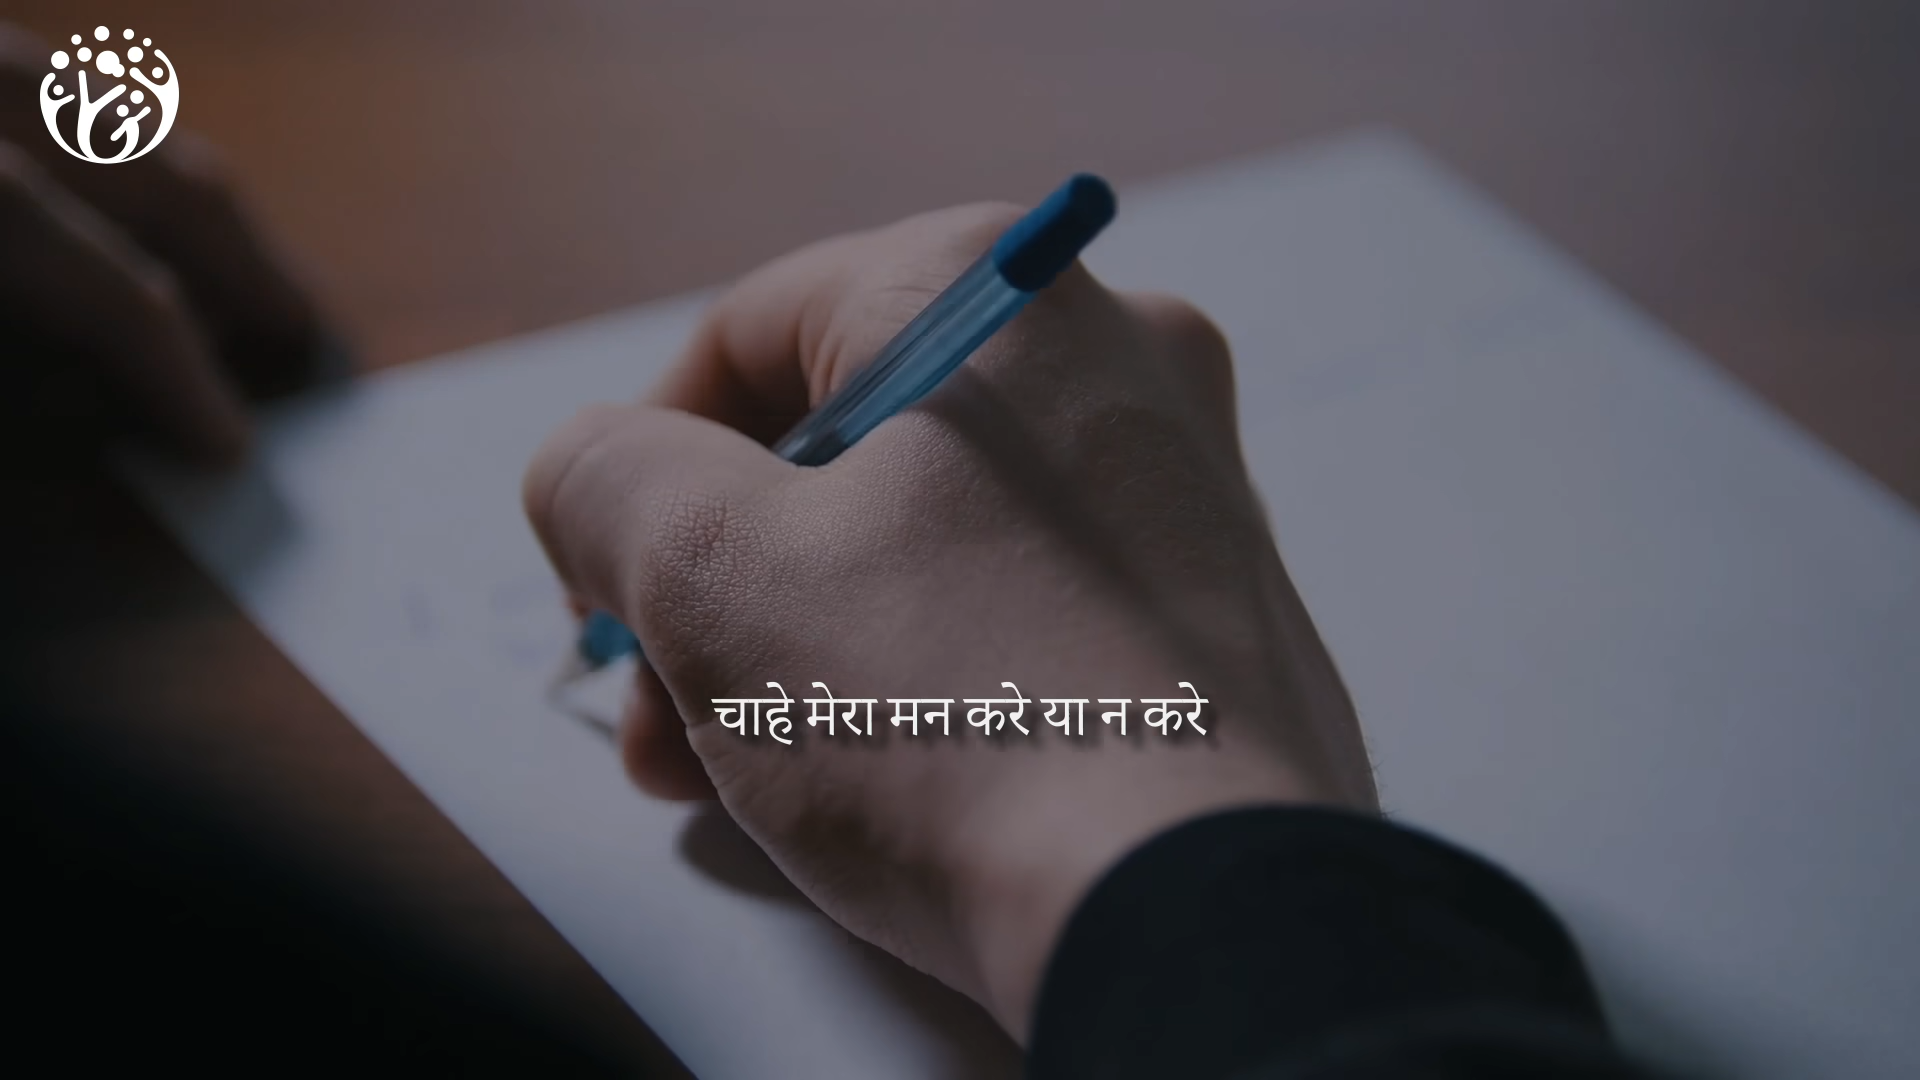 चाहे मेरा मन करे या न करे